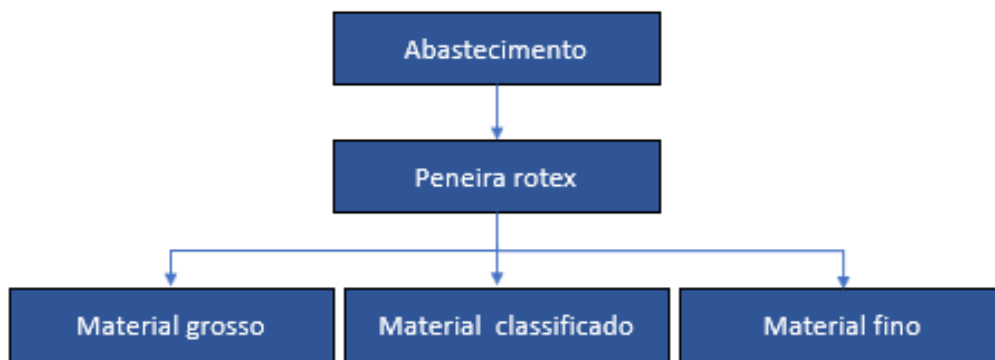 Abastecimento
Peneira rotex
Material grosso
Material classificado
Material fino